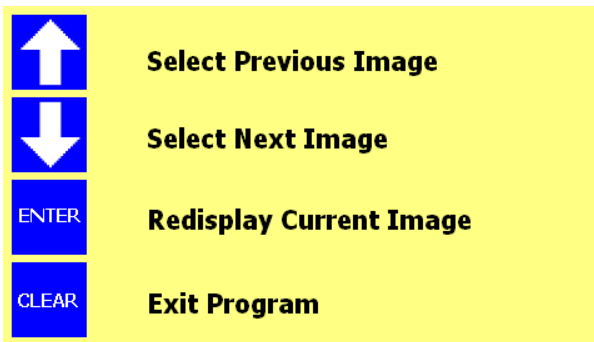 Select Previous Image
Select Next Image
ENTER Redisplay Current Image
CLEAR Exit Program